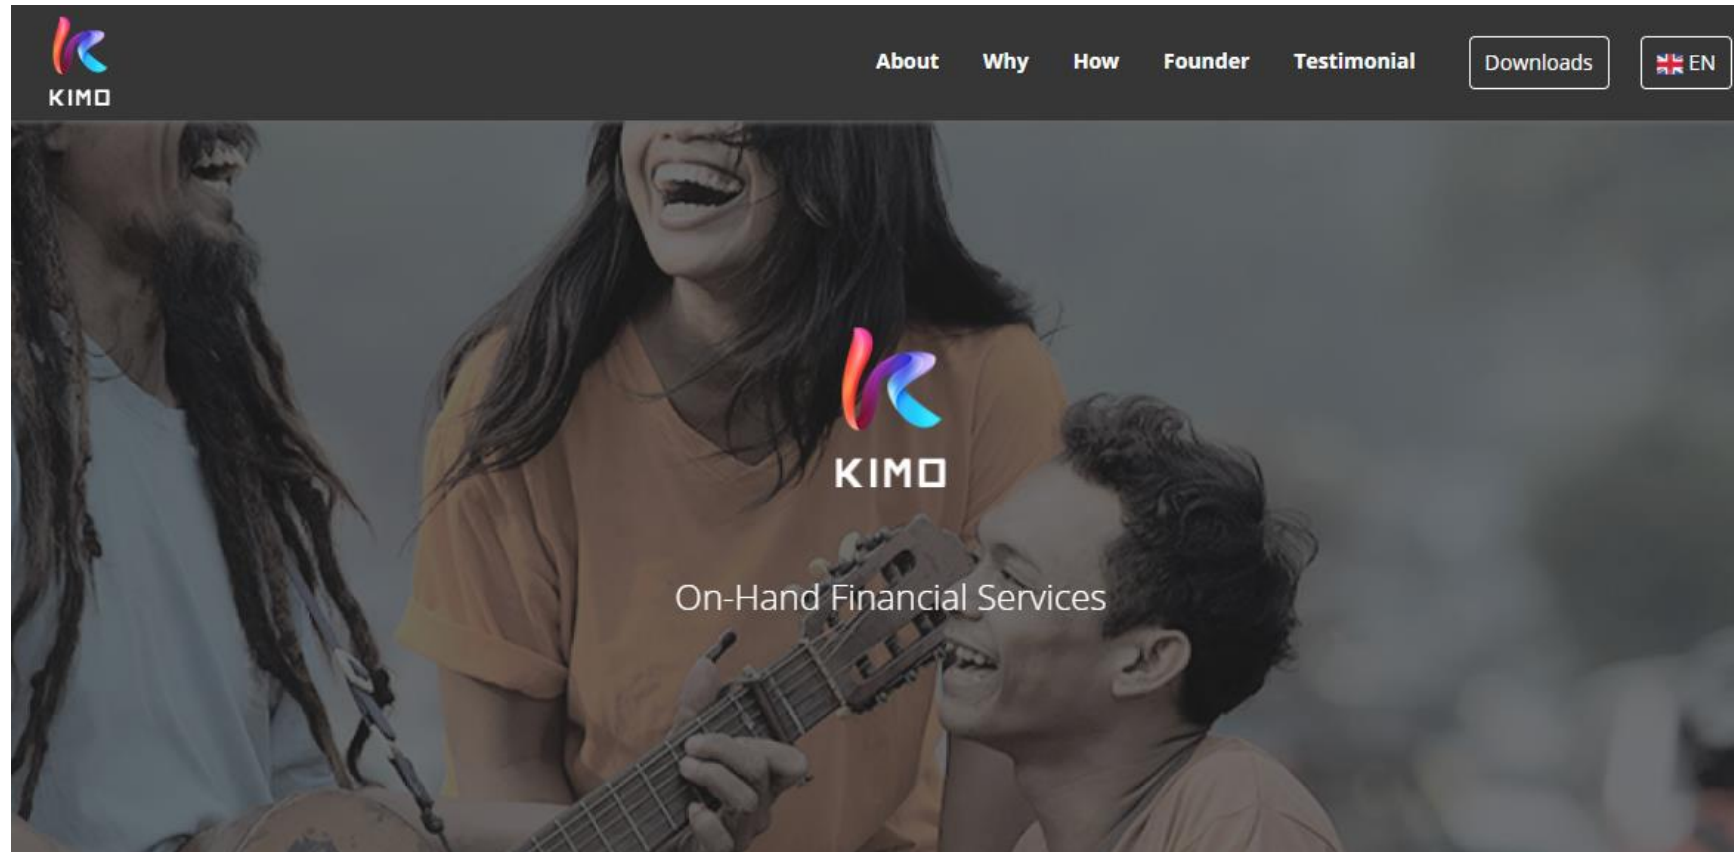 KIMO
About Why How Founder Testimonial Downloads EN
KIMO
On-Hand Financial Services